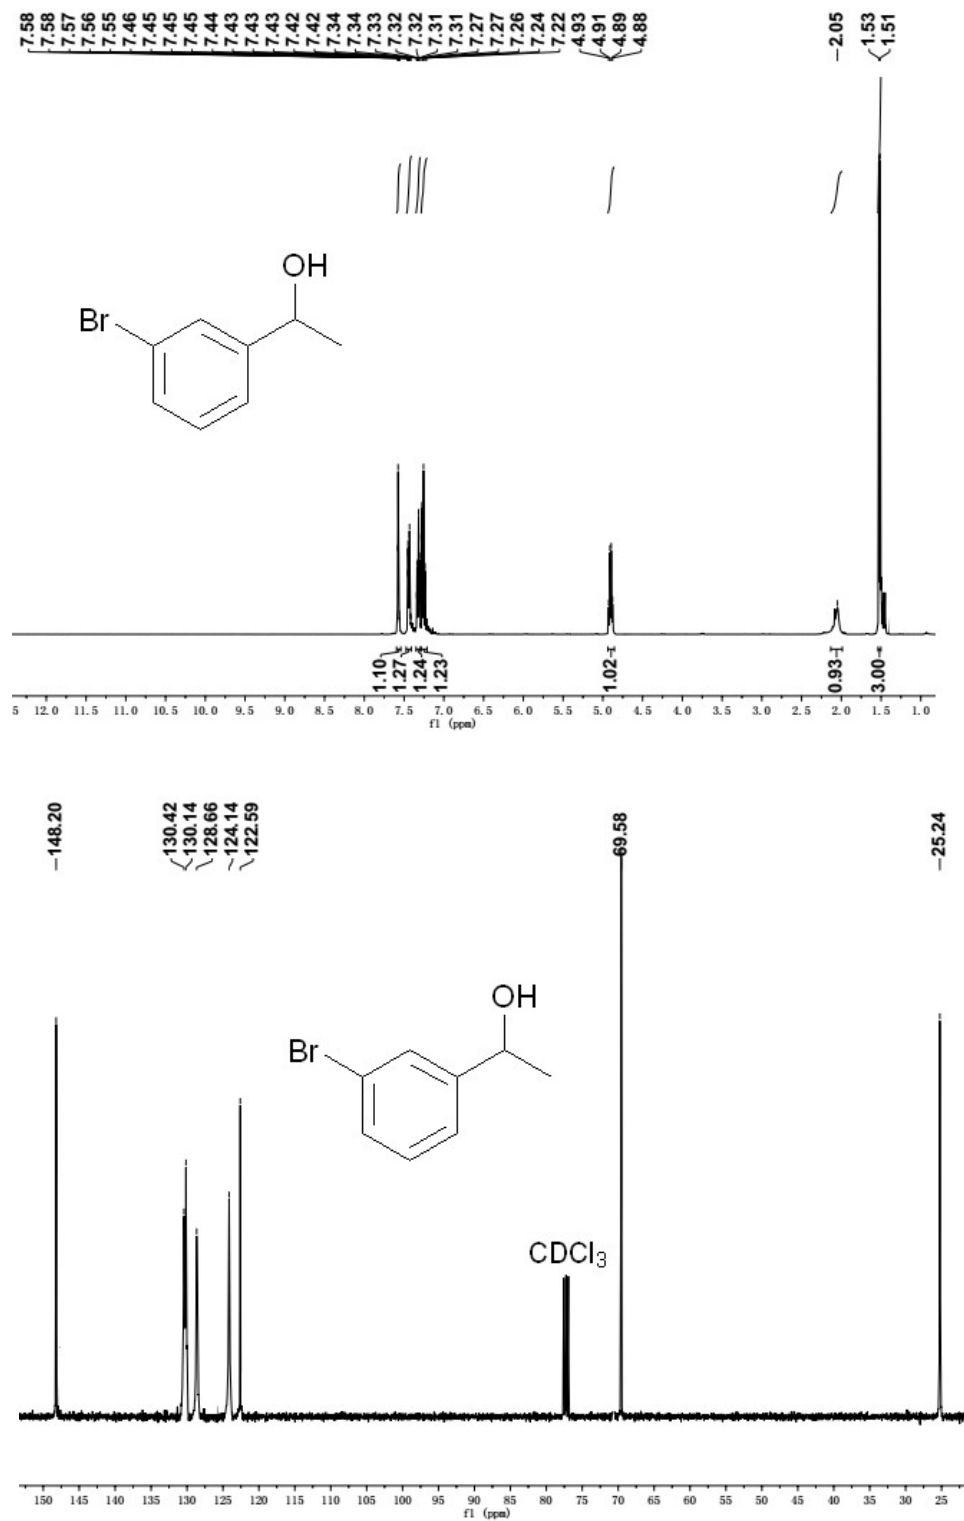 7.58 7.58 7.57 7.56 7.55 7.46 7.45 7.45 7.45 7.44 7.43 7.43 7.43 7.42 7.42 7.34 7.34 7.33 7.32 7.32 7.31 7.31 7.27 7.27 7.26 7.24 7.22 4.93 4.91 4.89 4.88 2.05 1.53 1.51
OH
Br
1.10 1.27 1.24 1.23 1.02 0.93 3.00
5 12.0 11.5 11.0 10.5 10.0 9.5 9.0 8.5 8.0 7.5 7.0 6.5 6.0 5.5 5.0 4.5 4.0 3.5 3.0 2.5 2.0 1.5 1.0
f1 (ppm)
148.20 130.42 130.14 128.66 124.14 122.59 69.58 25.24
OH
Br
CDCl3
150 145 140 135 130 125 120 115 110 105 100 95 90 85 80 75 70 65 60 55 50 45 40 35 30 25
f1 (ppm)